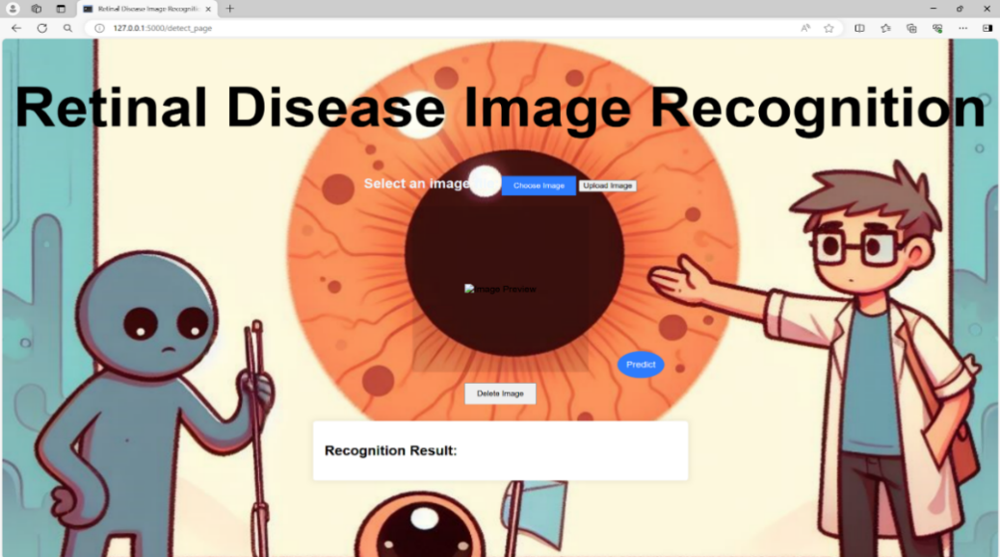 Retinal Disease Image Recognitio
127.0.0.1:5000/detect_page
Retinal Disease Image Recognition
Select an image
Choose Image
Upload Image
Image Preview
Predict
Delete Image
Recognition Result: